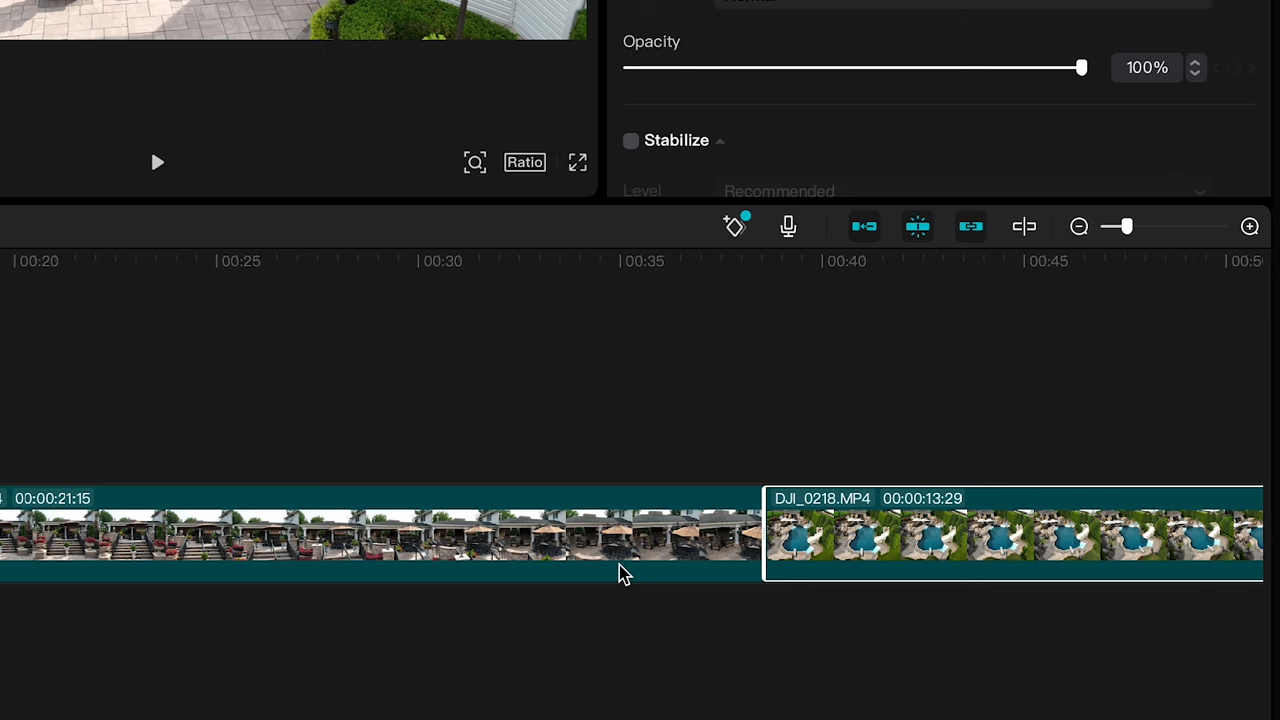 Opacity
100%
Stabilize
Ratio
Level
Recommended
00:20
00:25
00:30
00:35
00:40
00:45
00:00:21:15
DJI_0218.MP4 00:00:13:29